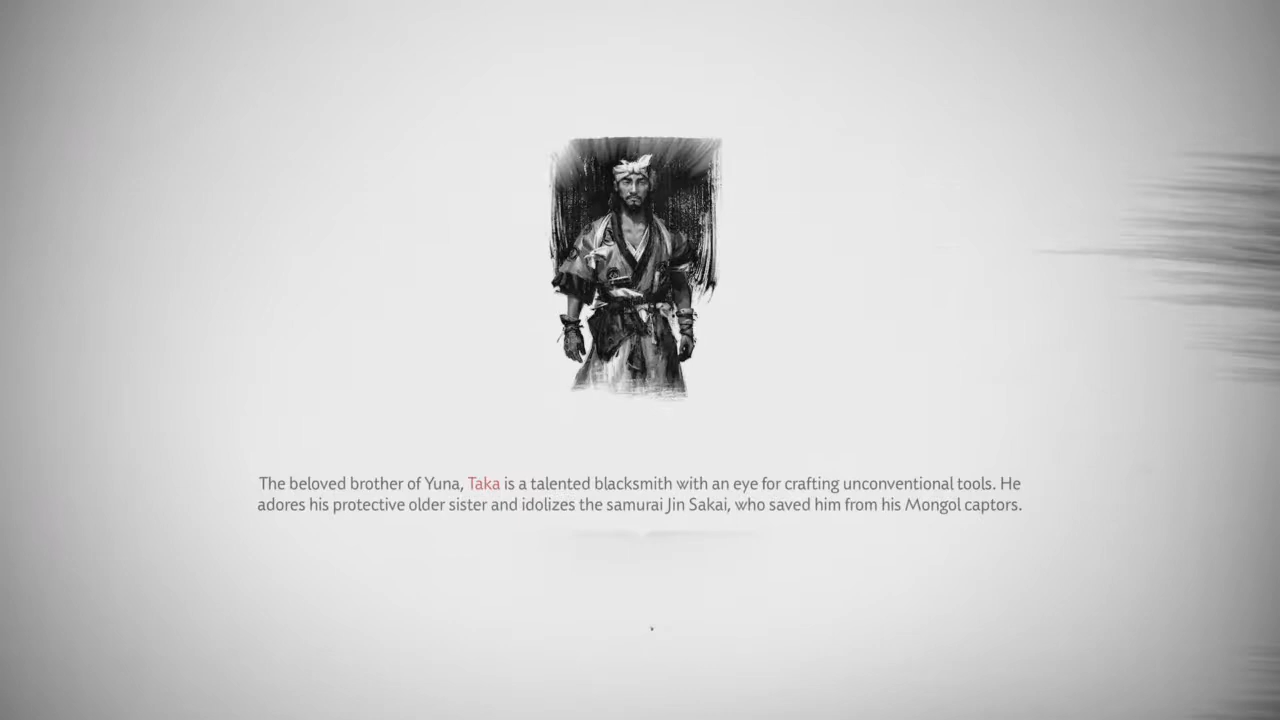 The beloved brother of Yuna, Taka is a talented blacksmith with an eye for crafting unconventional tools. He
adores his protective older sister and idolizes the samurai Jin Sakai, who saved him from his Mongol captors.